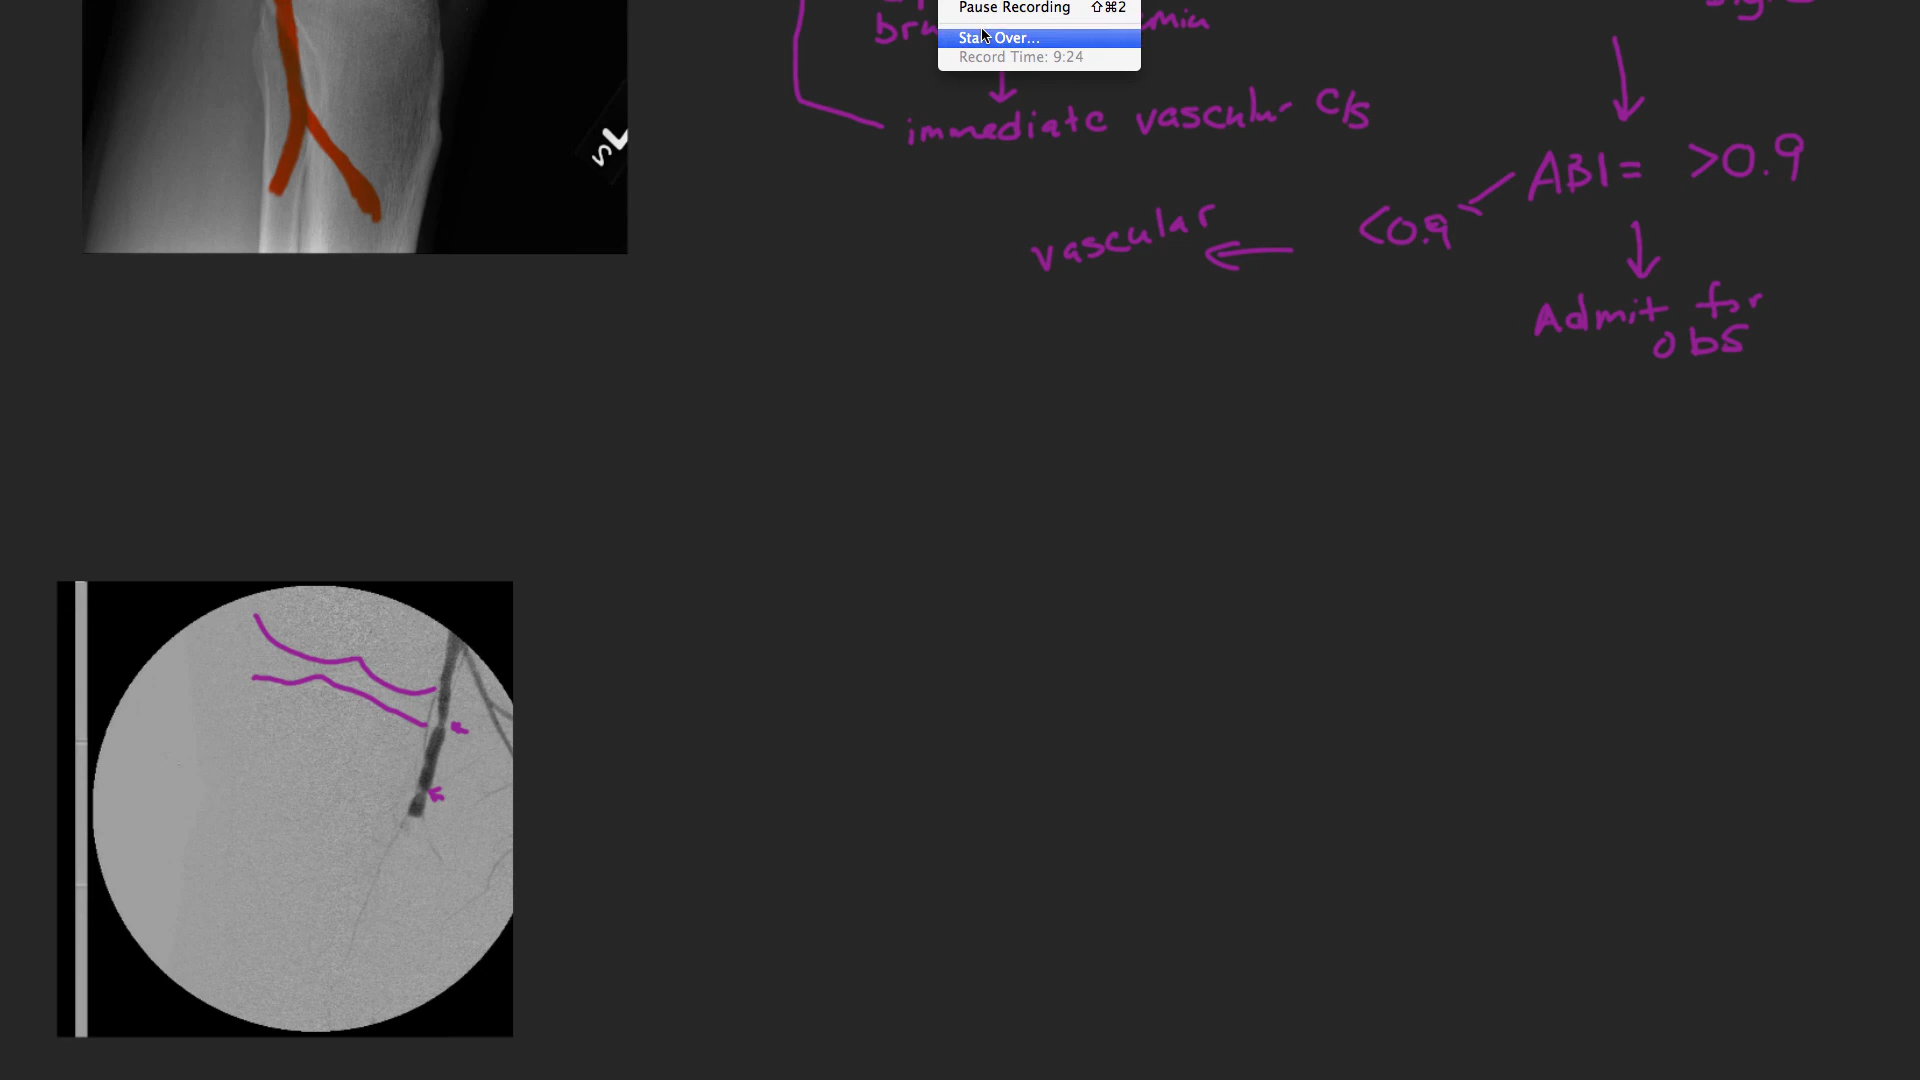 Pause Recording ⇧⌘2
Over...
Record Time: 9:24
immediate vascular c/s
ABI = >0.9
<0.9
vascular
Admit for
obs
L